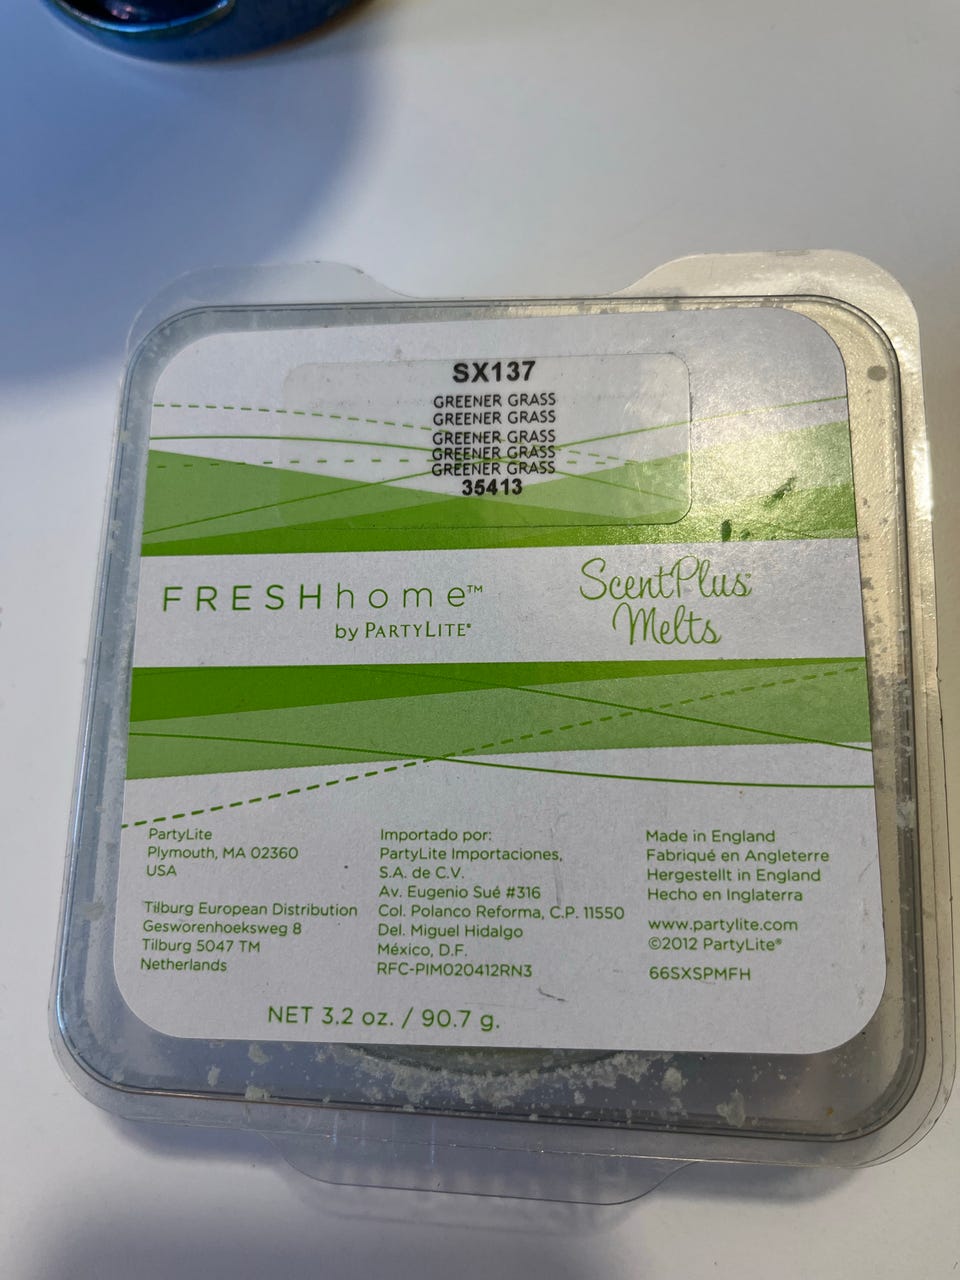 SX137
GREENER GRASS
GREENER GRASS
GREENER GRASS
GREENER GRASS
GREENER GRASS
35413
FRESHhome™
by PARTYLITE®
ScentPlus®
Melts
PartyLite
Plymouth, MA 02360
USA
Tilburg European Distribution
Gesworenhoeksweg 8
Tilburg 5047 TM
Netherlands
Importado por:
PartyLite Importaciones,
S.A. de C.V.
Av. Eugenio Sué #316
Col. Polanco Reforma, C.P. 11550
Del. Miguel Hidalgo
México, D.F.
RFC-PIM020412RN3
Made in England
Fabriqué en Angleterre
Hergestellt in England
Hecho en Inglaterra
www.partylite.com
©2012 PartyLite®
66SXSPMFH
NET 3.2 oz. / 90.7 g.